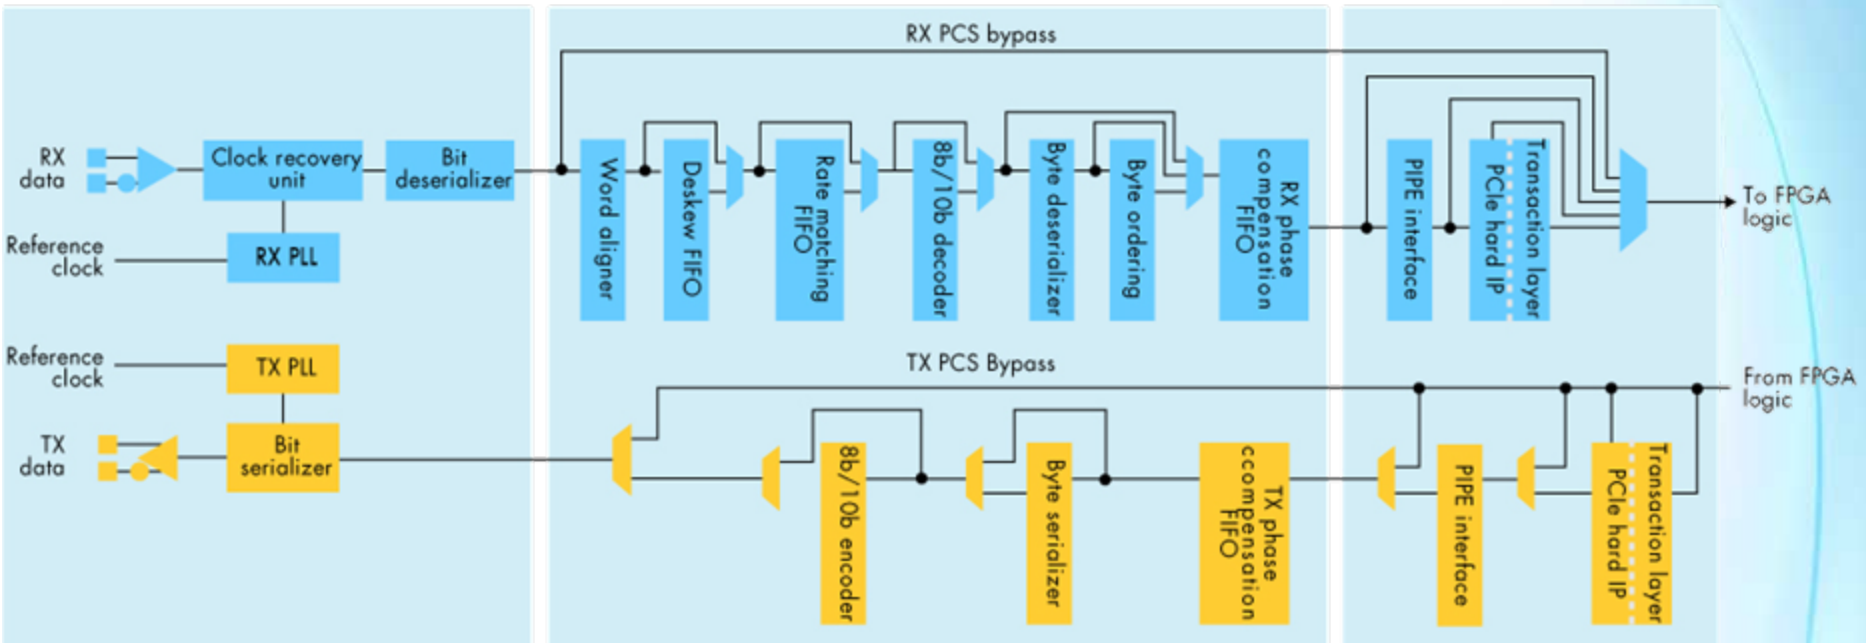 RX PCS bypass
RX
data
Clock recovery
unit
Bit
deserializer
Reference
clock
RX PLL
Word aligner
Deskew FIFO
Rate matching
FIFO
8b/10b decoder
Byte deserializer
Byte ordering
RX phase
compensation
FIFO
PIPE interface
Transaction layer
PCIe hard IP
To FPGA
logic
Reference
clock
TX PLL
TX PCS Bypass
From FPGA
logic
TX
data
Bit
serializer
8b/10b encoder
Byte serializer
TX phase
ccompensation
FIFO
PIPE interface
Transaction layer
PCIe hard IP